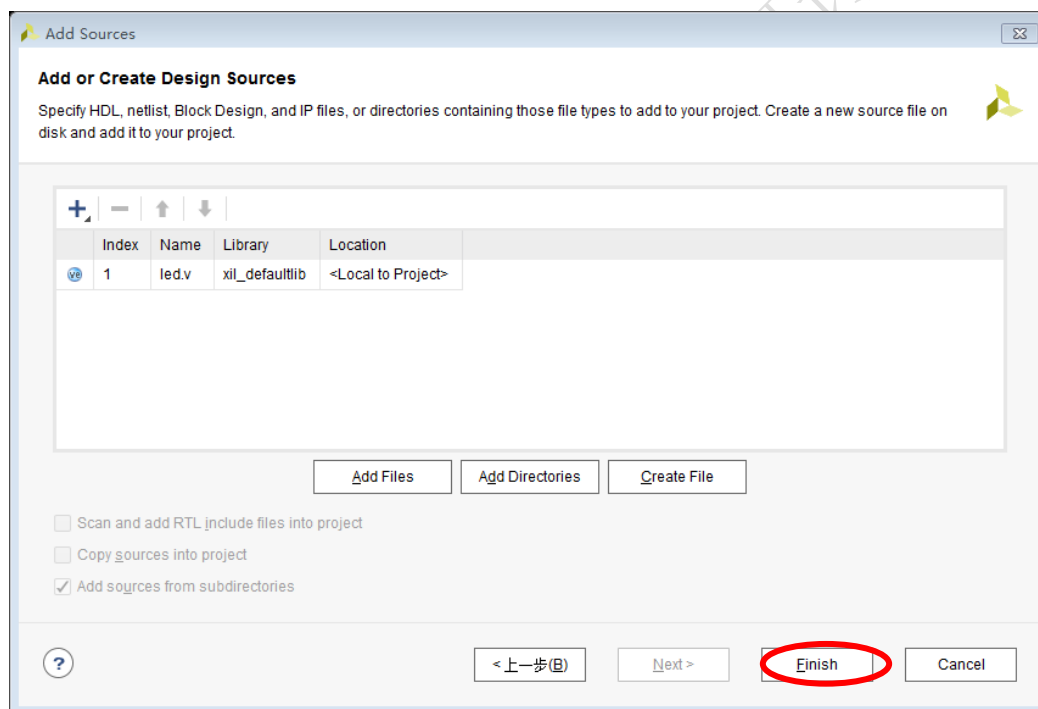 Add Sources
Add or Create Design Sources
Specify HDL, netlist, Block Design, and IP files, or directories containing those file types to add to your project. Create a new source file on
disk and add it to your project.
Index Name Library Location
1 led.v xil_defaultlib <Local to Project>
Add Files Add Directories Create File
Scan and add RTL include files into project
Copy sources into project
Add sources from subdirectories
? <上一步(B) Next > Finish Cancel